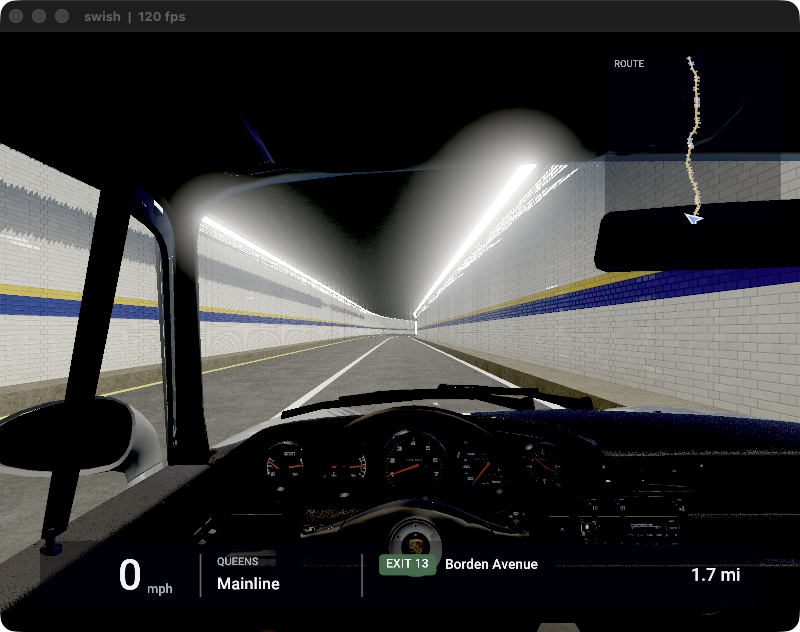 swish | 120 fps
ROUTE
0 mph
QUEENS
Mainline
EXIT 13 Borden Avenue
1.7 mi